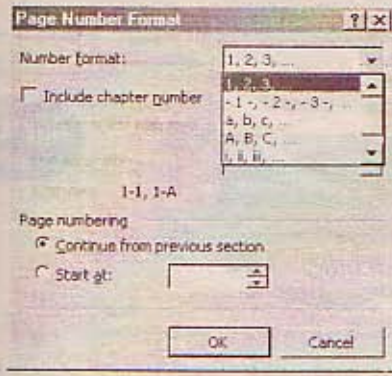 Page Number Format
Number format:
1, 2, 3, ...
1, 2, 3,
Include chapter number
- 1 -, - 2 -, - 3 -, ...
a, b, c, ...
A, B, C, ...
i, ii, iii, ...
1-1, 1-A
Page numbering
Continue from previous section
Start at:
OK
Cancel